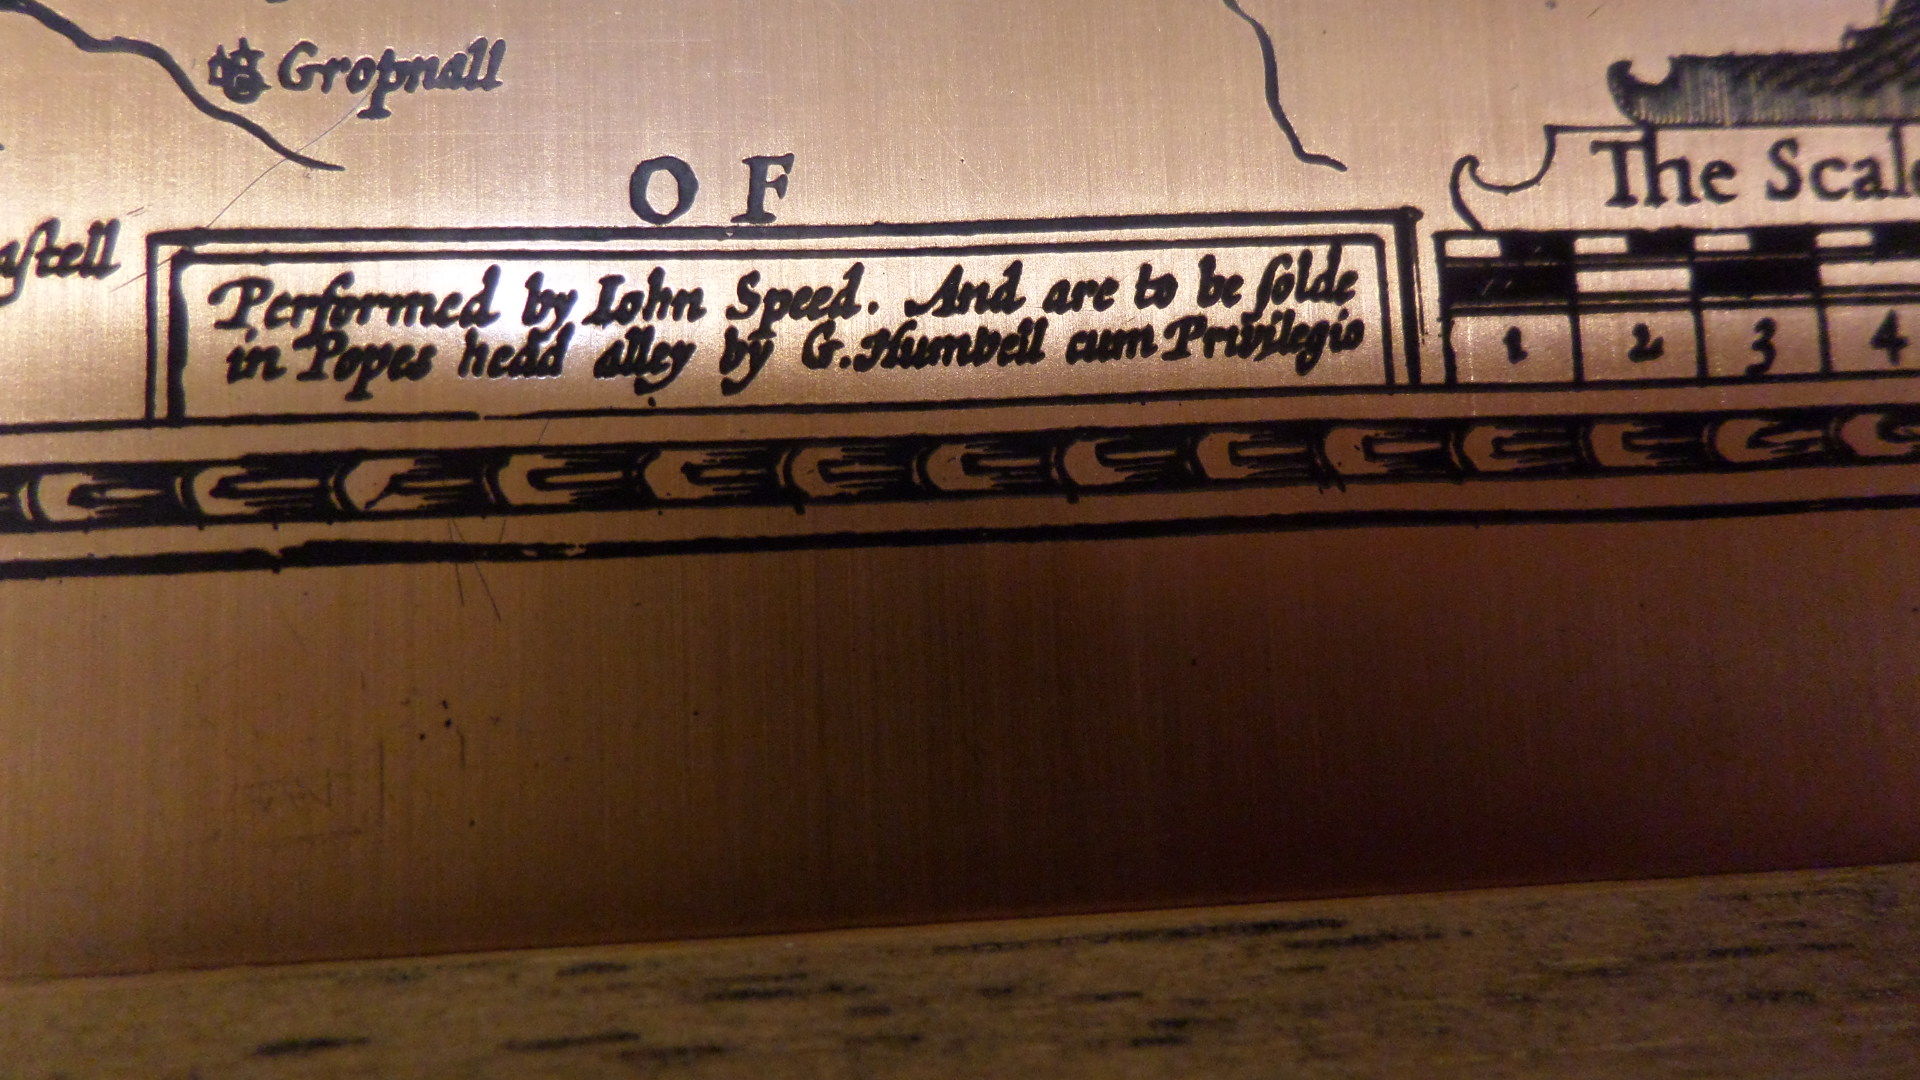 Gropnall
OF
aſtell
The Scale
Performed by Iohn Speed. And are to be ſolde
in Popes head alley by G. Humbell cum Privilegio
1 2 3 4